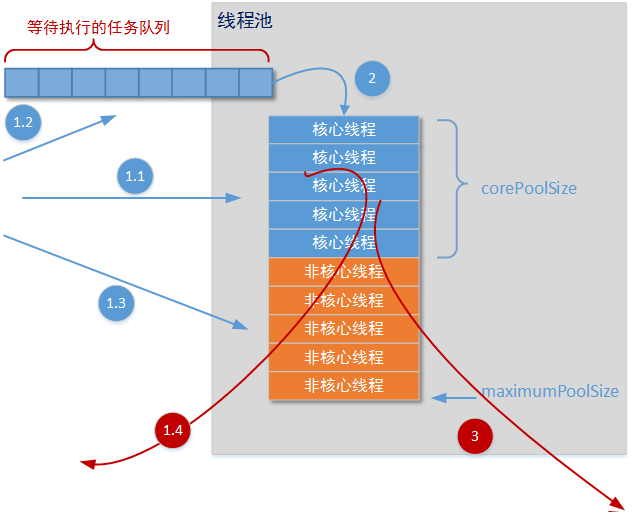 线程池
等待执行的任务队列
2
1.2
核心线程
核心线程
核心线程
核心线程
核心线程
1.1
corePoolSize
非核心线程
非核心线程
非核心线程
非核心线程
非核心线程
1.3
maximumPoolSize
1.4
3